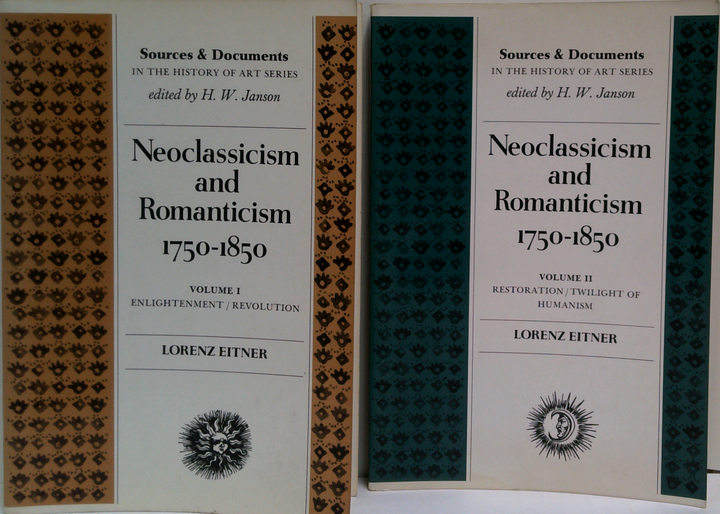 Sources & Documents
IN THE HISTORY OF ART SERIES
edited by H. W. Janson
Neoclassicism
and
Romanticism
1750-1850
VOLUME I
ENLIGHTENMENT / REVOLUTION
LORENZ EITNER
Sources & Documents
IN THE HISTORY OF ART SERIES
edited by H. W. Janson
Neoclassicism
and
Romanticism
1750-1850
VOLUME II
RESTORATION / TWILIGHT OF
HUMANISM
LORENZ EITNER